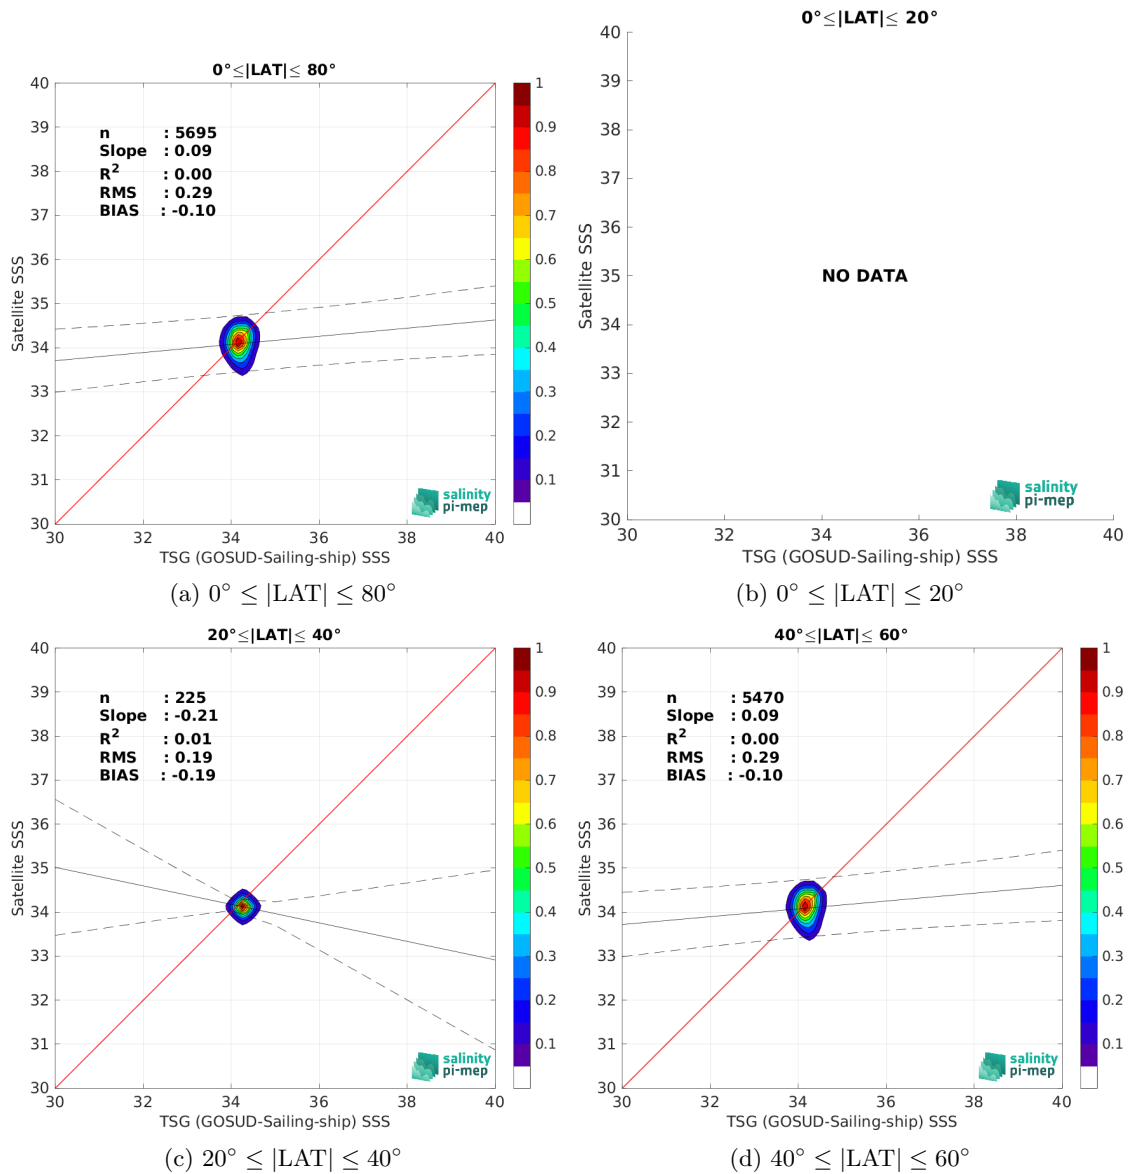 0°≤|LAT|≤ 80°
n : 5695
Slope : 0.09
R² : 0.00
RMS : 0.29
BIAS : -0.10
40
39
38
37
36
35
34
33
32
31
30
30 32 34 36 38 40
Satellite SSS
TSG (GOSUD-Sailing-ship) SSS
1
0.9
0.8
0.7
0.6
0.5
0.4
0.3
0.2
0.1
salinity
pi-mep
(a) 0° ≤ |LAT| ≤ 80°
0°≤|LAT|≤ 20°
40
39
38
37
36
35
34
33
32
31
30
30 32 34 36 38 40
Satellite SSS
NO DATA
TSG (GOSUD-Sailing-ship) SSS
salinity
pi-mep
(b) 0° ≤ |LAT| ≤ 20°
20°≤|LAT|≤ 40°
n : 225
Slope : -0.21
R² : 0.01
RMS : 0.19
BIAS : -0.19
40
39
38
37
36
35
34
33
32
31
30
30 32 34 36 38 40
Satellite SSS
TSG (GOSUD-Sailing-ship) SSS
1
0.9
0.8
0.7
0.6
0.5
0.4
0.3
0.2
0.1
salinity
pi-mep
(c) 20° ≤ |LAT| ≤ 40°
40°≤|LAT|≤ 60°
n : 5470
Slope : 0.09
R² : 0.00
RMS : 0.29
BIAS : -0.10
40
39
38
37
36
35
34
33
32
31
30
30 32 34 36 38 40
Satellite SSS
TSG (GOSUD-Sailing-ship) SSS
1
0.9
0.8
0.7
0.6
0.5
0.4
0.3
0.2
0.1
salinity
pi-mep
(d) 40° ≤ |LAT| ≤ 60°